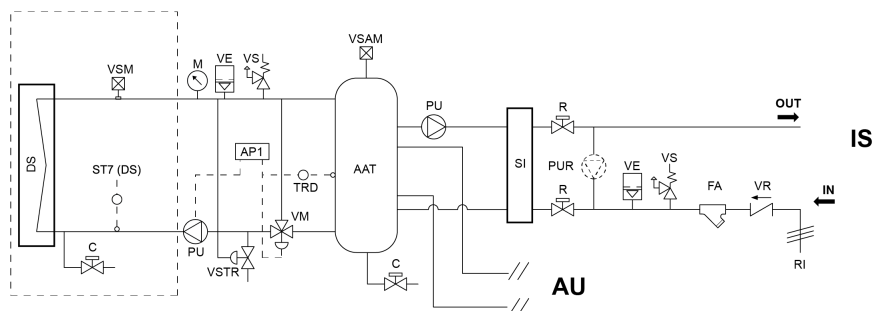 VSAM
VSM
M
VE
VS
PU
R
OUT
IS
DS
ST7 (DS)
AP1
TRD
AAT
SI
PUR
VE
VS
FA
VR
IN
R
C
PU
VSTR
VM
C
AU
RI